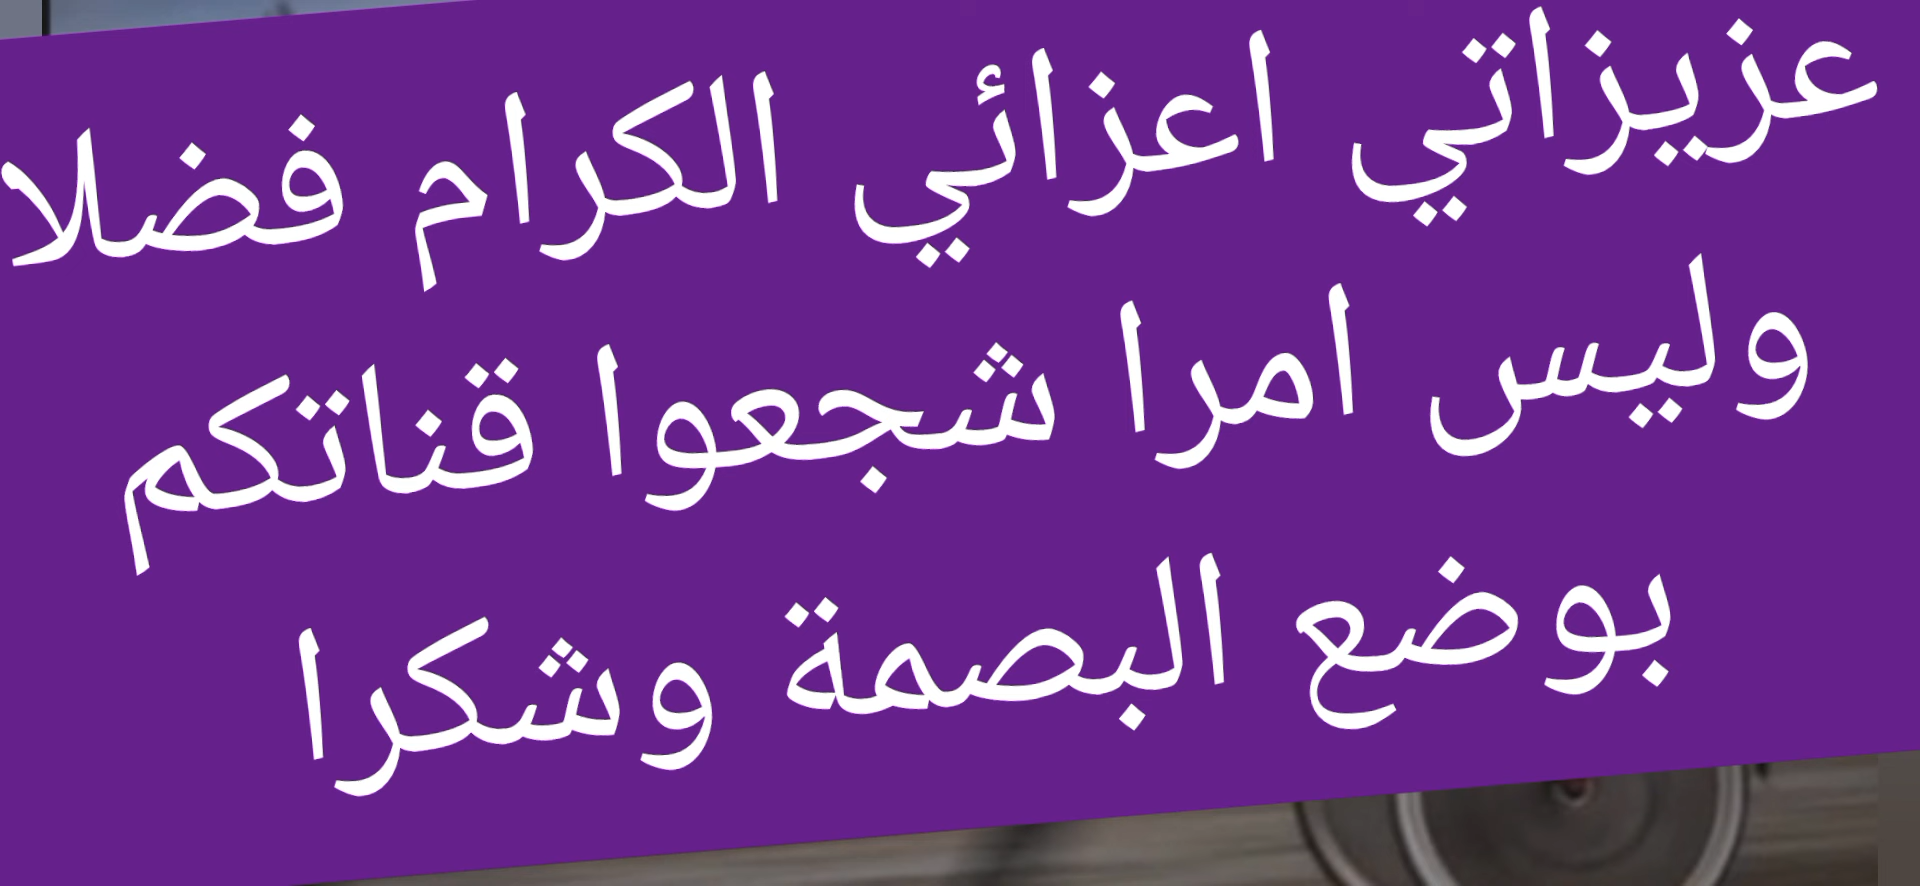 عزيزاتي اعزائي الكرام فضلا
وليس امرا شجعوا قناتكم
بوضع البصمة وشكرا